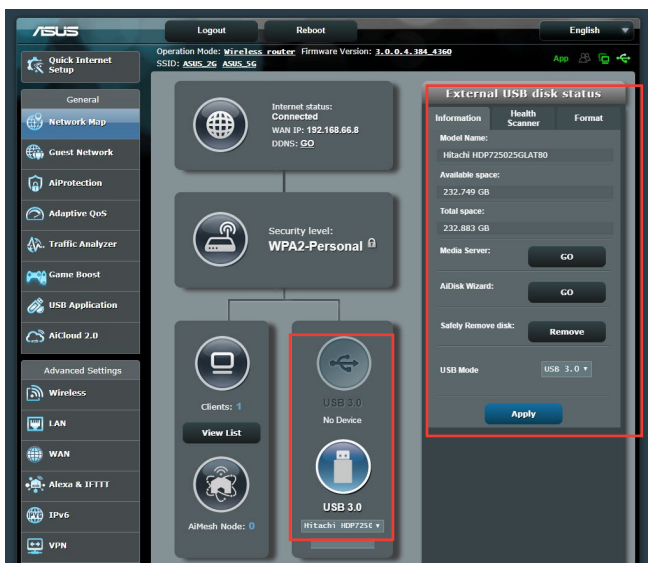 ASUS
Logout
Reboot
English
Quick Internet
Setup
Operation Mode: Wireless router Firmware Version: 3.0.0.4.384_4360
SSID: ASUS_2G ASUS_5G
App
General
Network Map
Guest Network
AiProtection
Adaptive QoS
Traffic Analyzer
Game Boost
USB Application
AiCloud 2.0
Advanced Settings
Wireless
LAN
WAN
Alexa & IFTTT
IPv6
VPN
Internet status:
Connected
WAN IP: 192.168.66.8
DDNS: GO
Security level:
WPA2-Personal
Clients: 1
View List
AiMesh Node: 0
USB 3.0
No Device
USB 3.0
Hitachi HDP725C
External USB disk status
Information
Health
Scanner
Format
Model Name:
Hitachi HDP725025GLAT80
Available space:
232.749 GB
Total space:
232.883 GB
Media Server:
GO
AiDisk Wizard:
GO
Safely Remove disk:
Remove
USB Mode
USB 3.0
Apply